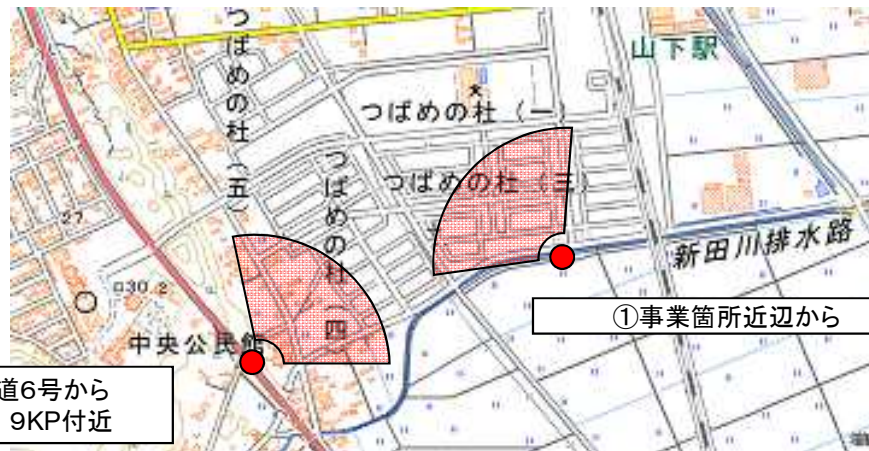 つばめの杜（五）
山下駅
つばめの杜（一）
つばめの杜（三）
つばめの杜（四）
27
30.2
新田川排水路
①事業箇所近辺から
中央公民館
道6号から
9KP付近